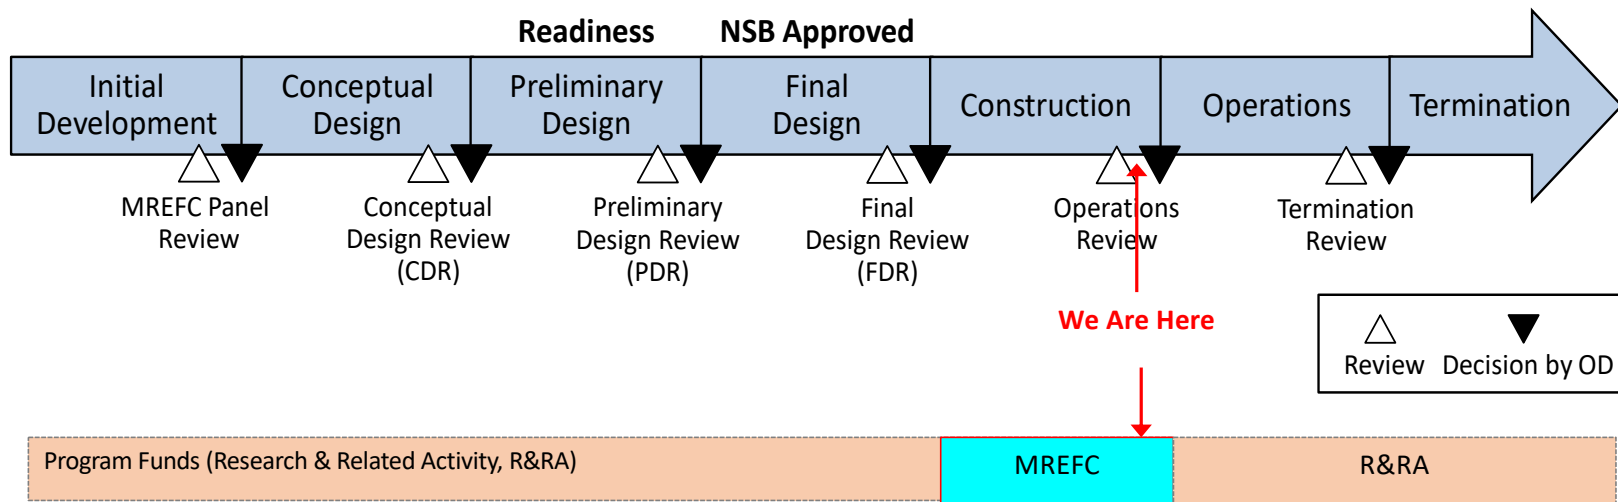 Readiness
NSB Approved
Initial
Development
Conceptual
Design
Preliminary
Design
Final
Design
Construction
Operations
Termination
MREFC Panel
Review
Conceptual
Design Review
(CDR)
Preliminary
Design Review
(PDR)
Final
Design Review
(FDR)
Operations
Review
Termination
Review
We Are Here
Review
Decision by OD
Program Funds (Research & Related Activity, R&RA)
MREFC
R&RA